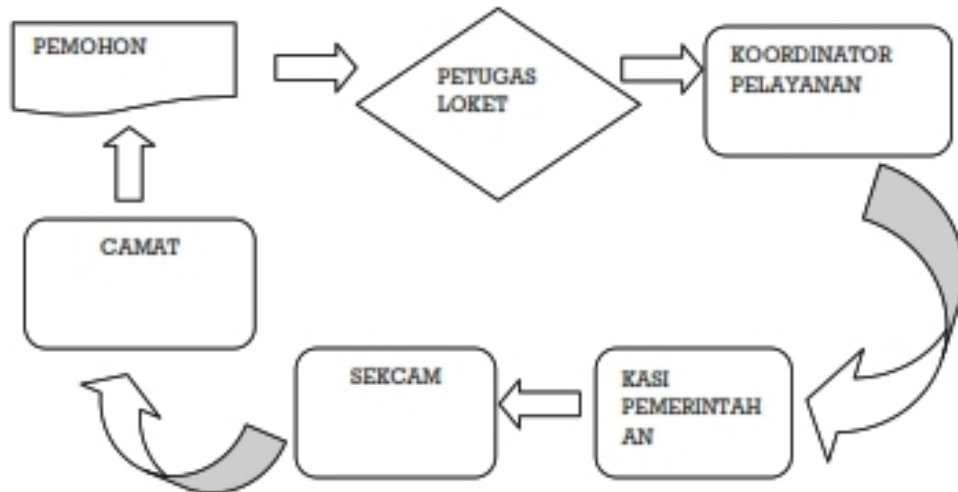 PEMOHON
PETUGAS
LOKET
KOORDINATOR
PELAYANAN
KASI
PEMERINTAH
AN
SEKCAM
CAMAT